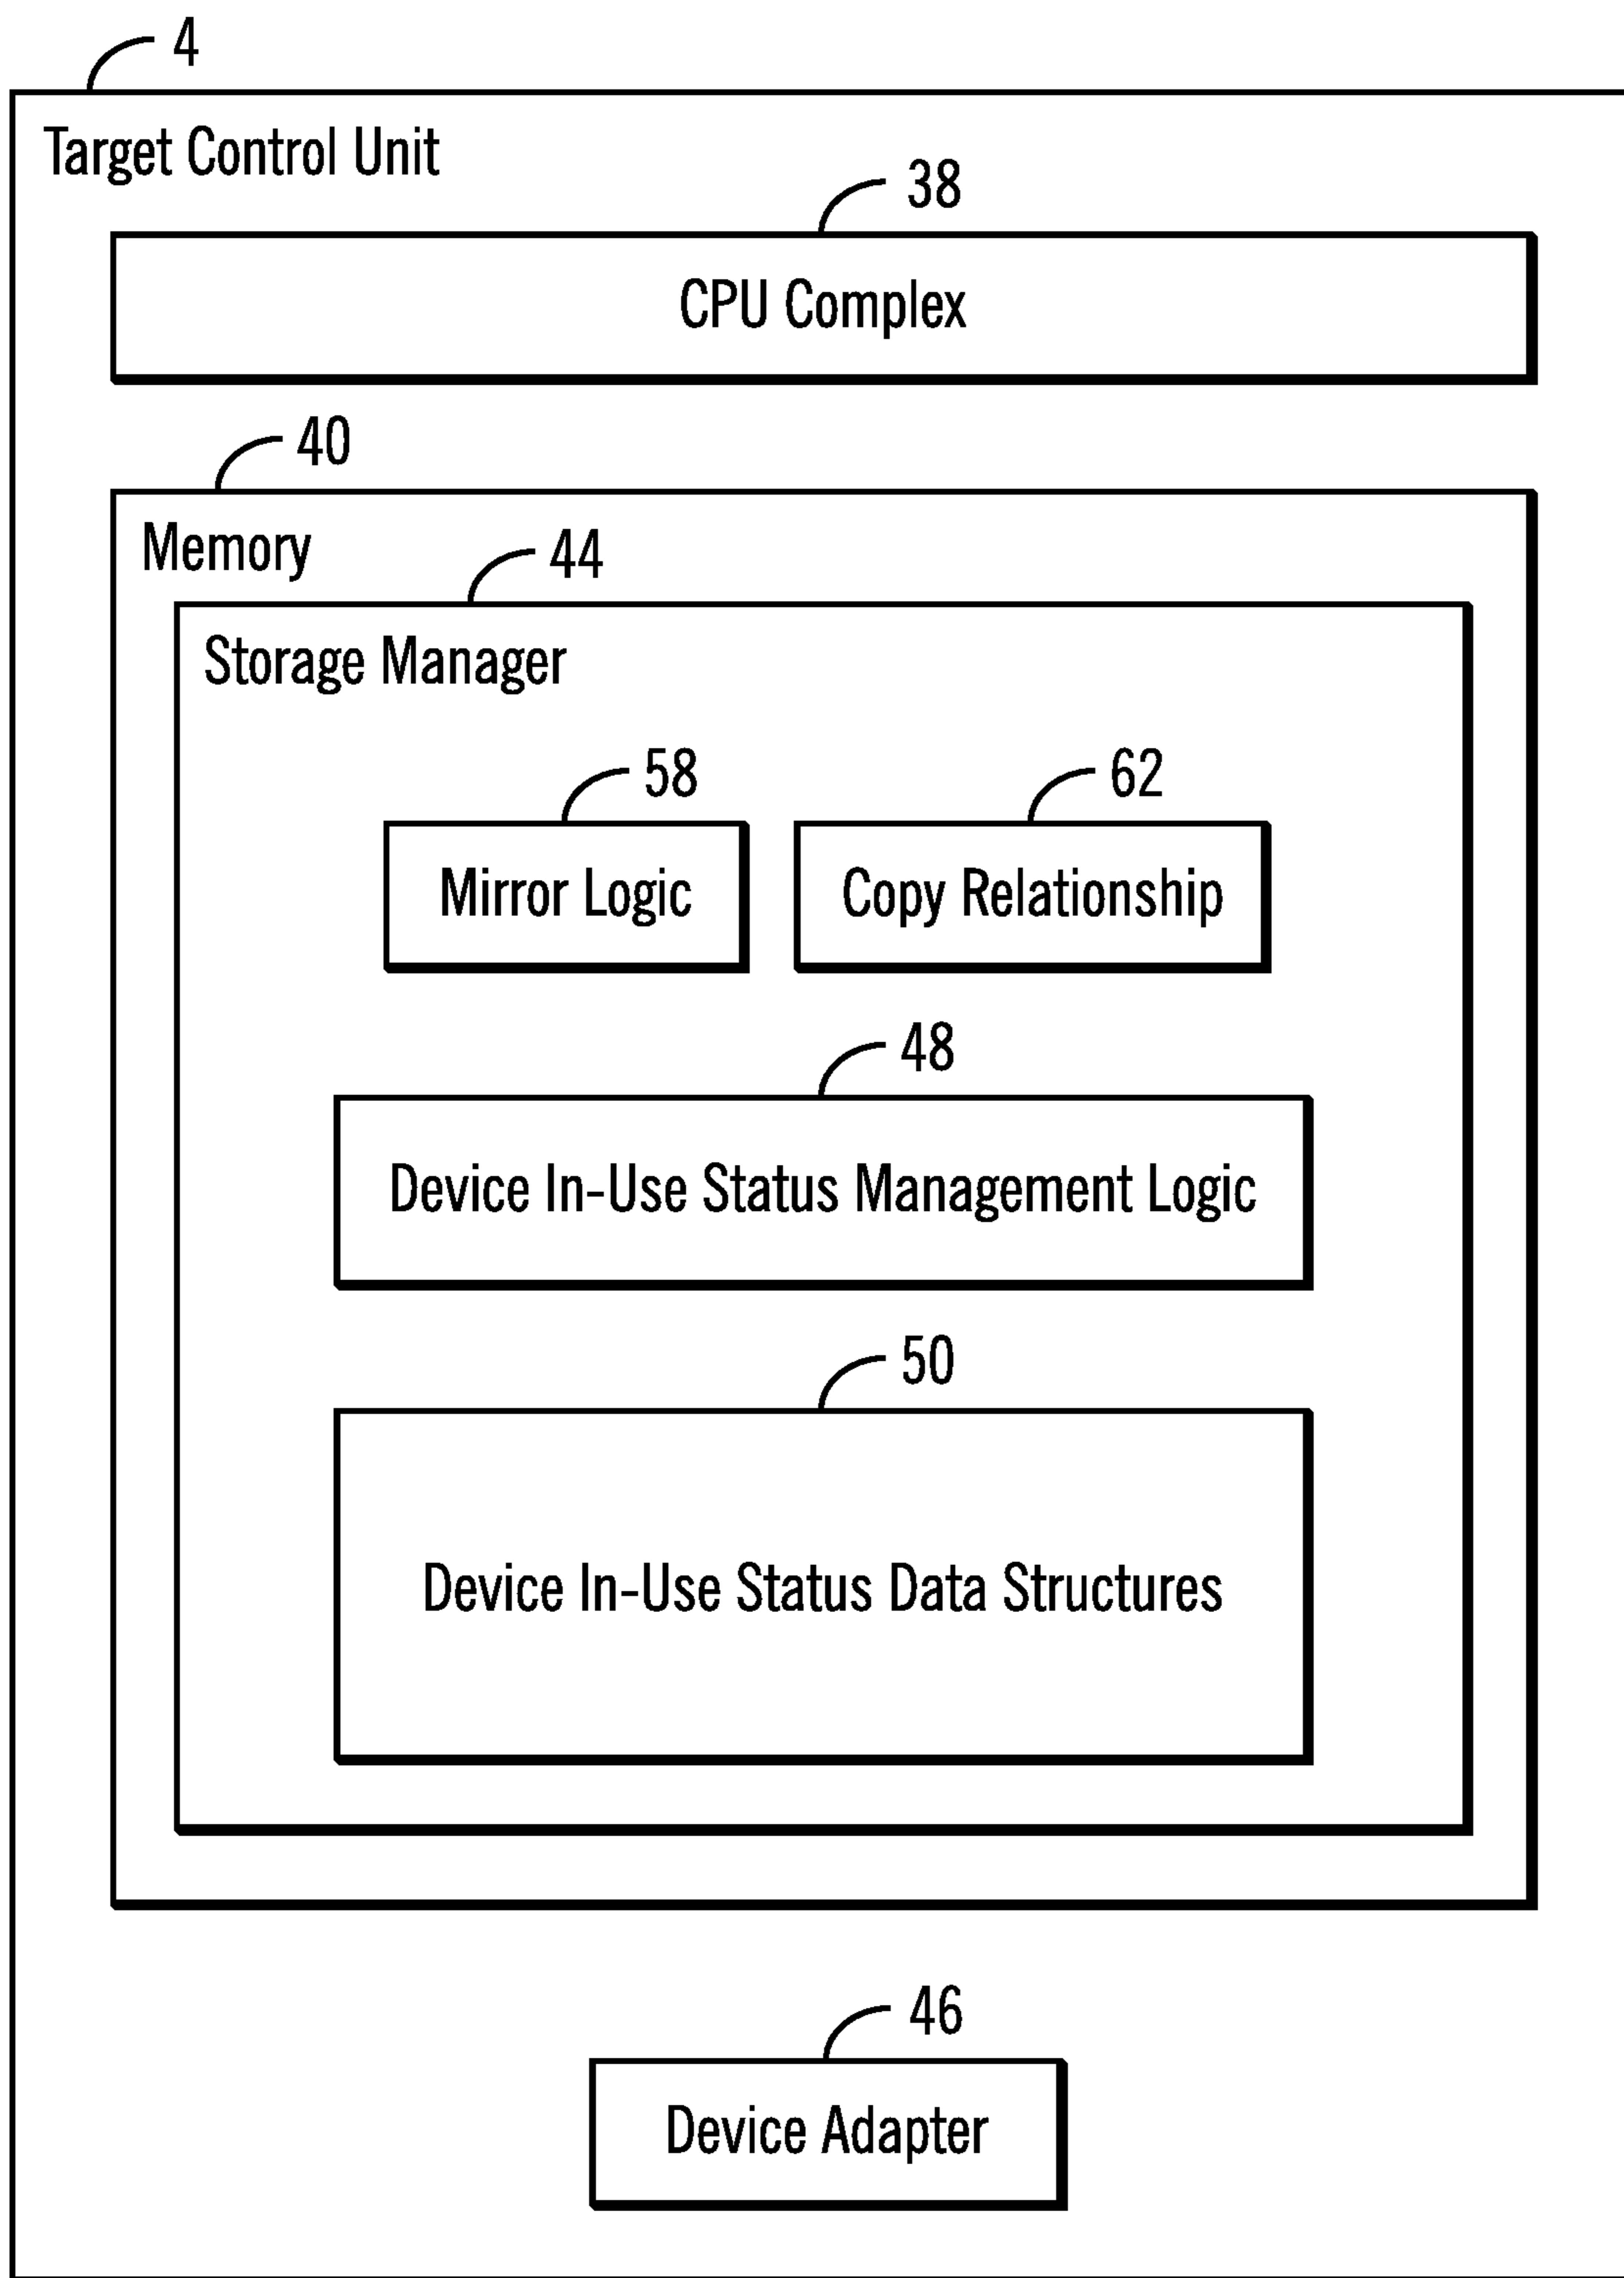 4
Target Control Unit
38
CPU Complex
40
Memory
44
Storage Manager
58
Mirror Logic
62
Copy Relationship
48
Device In-Use Status Management Logic
50
Device In-Use Status Data Structures
46
Device Adapter